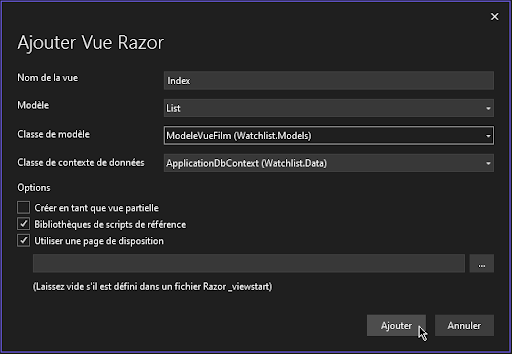 Ajouter Vue Razor
Nom de la vue Index
Modèle List
Classe de modèle ModeleVueFilm (Watchlist.Models)
Classe de contexte de données ApplicationDbContext (Watchlist.Data)
Options
Créer en tant que vue partielle
Bibliothèques de scripts de référence
Utiliser une page de disposition
...
(Laissez vide s'il est défini dans un fichier Razor _viewstart)
Ajouter Annuler